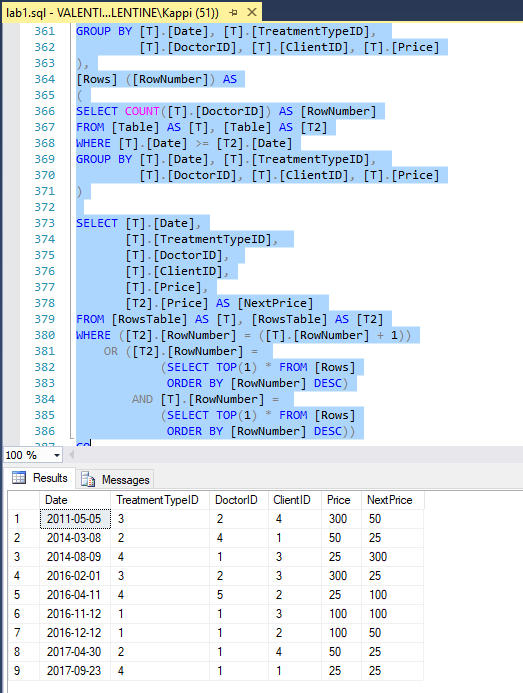 lab1.sql - VALENTI...LENTINE\Kappi (51))
361 GROUP BY [T].[Date], [T].[TreatmentTypeID],
362 [T].[DoctorID], [T].[ClientID], [T].[Price]
363 ),
364 [Rows] ([RowNumber]) AS
365 (
366 SELECT COUNT([T].[DoctorID]) AS [RowNumber]
367 FROM [Table] AS [T], [Table] AS [T2]
368 WHERE [T].[Date] >= [T2].[Date]
369 GROUP BY [T].[Date], [T].[TreatmentTypeID],
370 [T].[DoctorID], [T].[ClientID], [T].[Price]
371 )
372
373 SELECT [T].[Date],
374 [T].[TreatmentTypeID],
375 [T].[DoctorID],
376 [T].[ClientID],
377 [T].[Price],
378 [T2].[Price] AS [NextPrice]
379 FROM [RowsTable] AS [T], [RowsTable] AS [T2]
380 WHERE ([T2].[RowNumber] = ([T].[RowNumber] + 1))
381 OR ([T2].[RowNumber] =
382 (SELECT TOP(1) * FROM [Rows]
383 ORDER BY [RowNumber] DESC)
384 AND [T].[RowNumber] =
385 (SELECT TOP(1) * FROM [Rows]
386 ORDER BY [RowNumber] DESC))
387 GO
100 %
Results Messages
Date TreatmentTypeID DoctorID ClientID Price NextPrice
1 2011-05-05 3 2 4 300 50
2 2014-03-08 2 4 1 50 25
3 2014-08-09 4 1 3 25 300
4 2016-02-01 3 2 3 300 25
5 2016-04-11 4 5 2 25 100
6 2016-11-12 1 1 3 100 100
7 2016-12-12 1 1 2 100 50
8 2017-04-30 2 1 4 50 25
9 2017-09-23 4 1 1 25 25